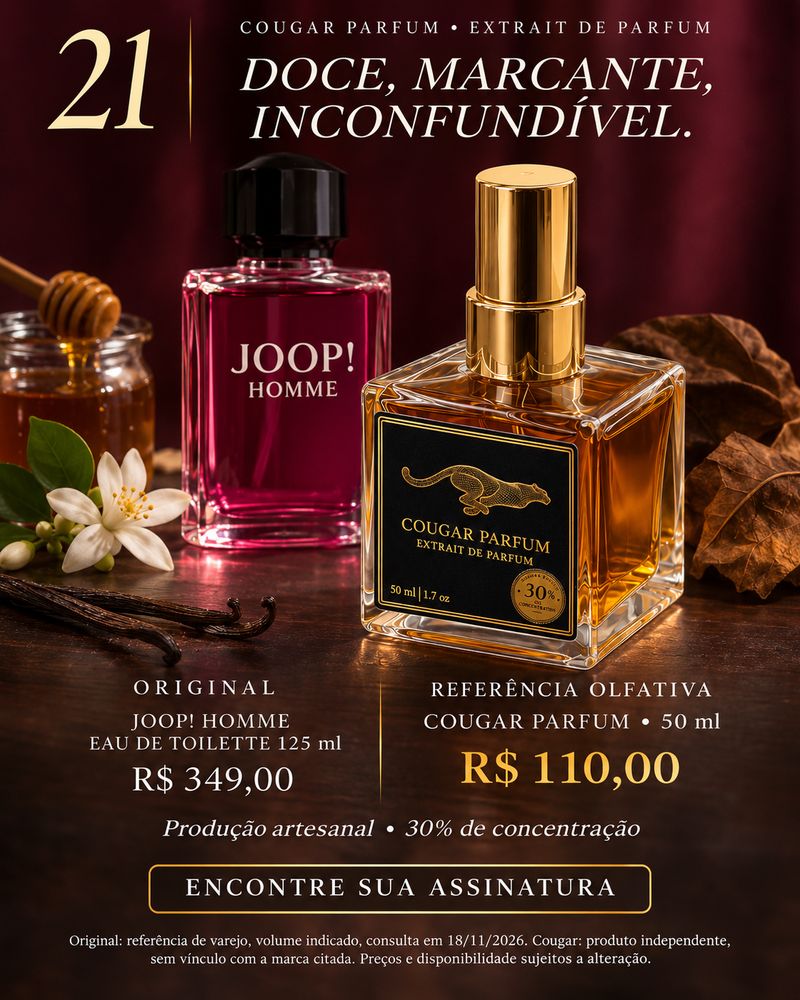 21
COUGAR PARFUM • EXTRAIT DE PARFUM
DOCE, MARCANTE,
INCONFUNDÍVEL.
JOOP!
HOMME
COUGAR PARFUM
EXTRAIT DE PARFUM
50 ml | 1.7 oz
30%
ORIGINAL
JOOP! HOMME
EAU DE TOILETTE 125 ml
R$ 349,00
REFERÊNCIA OLFATIVA
COUGAR PARFUM • 50 ml
R$ 110,00
Produção artesanal • 30% de concentração
ENCONTRE SUA ASSINATURA
Original: referência de varejo, volume indicado, consulta em 18/11/2026. Cougar: produto independente,
sem vínculo com a marca citada. Preços e disponibilidade sujeitos a alteração.